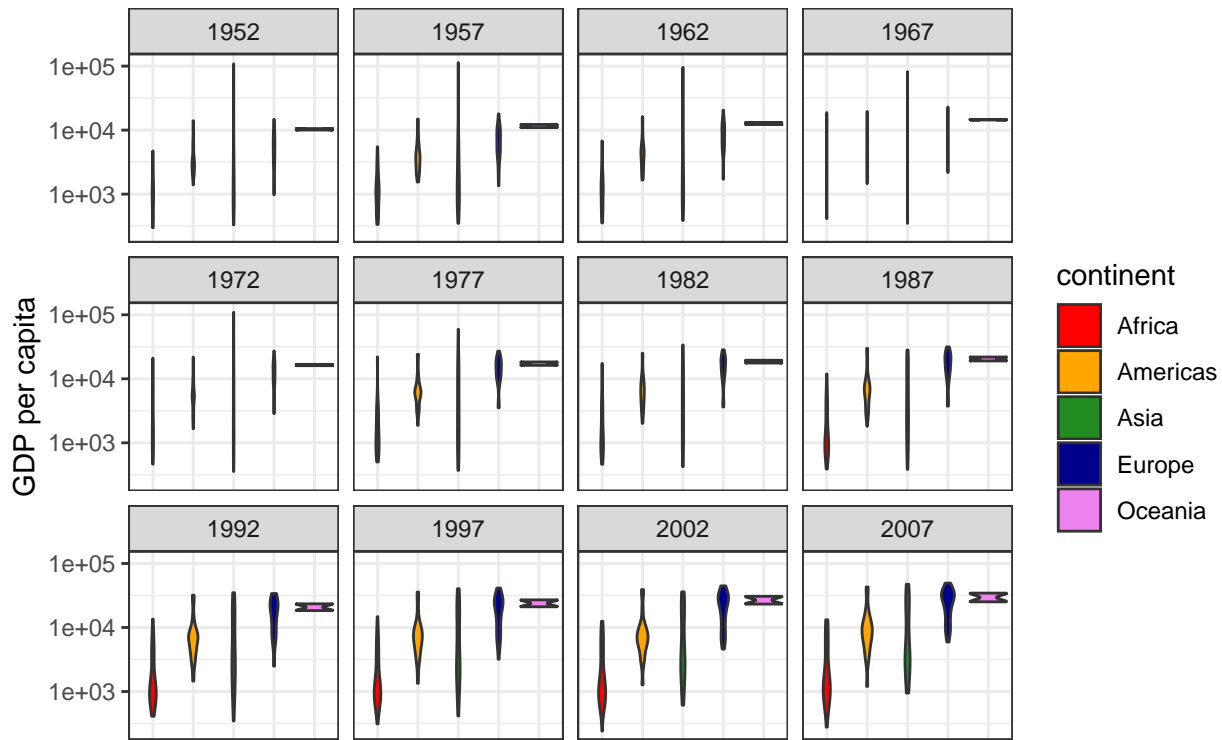 1952 1957 1962 1967
1e+05
1e+04
1e+03
1972 1977 1982 1987
1e+05
1e+04
1e+03
1992 1997 2002 2007
1e+05
1e+04
1e+03
GDP per capita
continent
Africa
Americas
Asia
Europe
Oceania